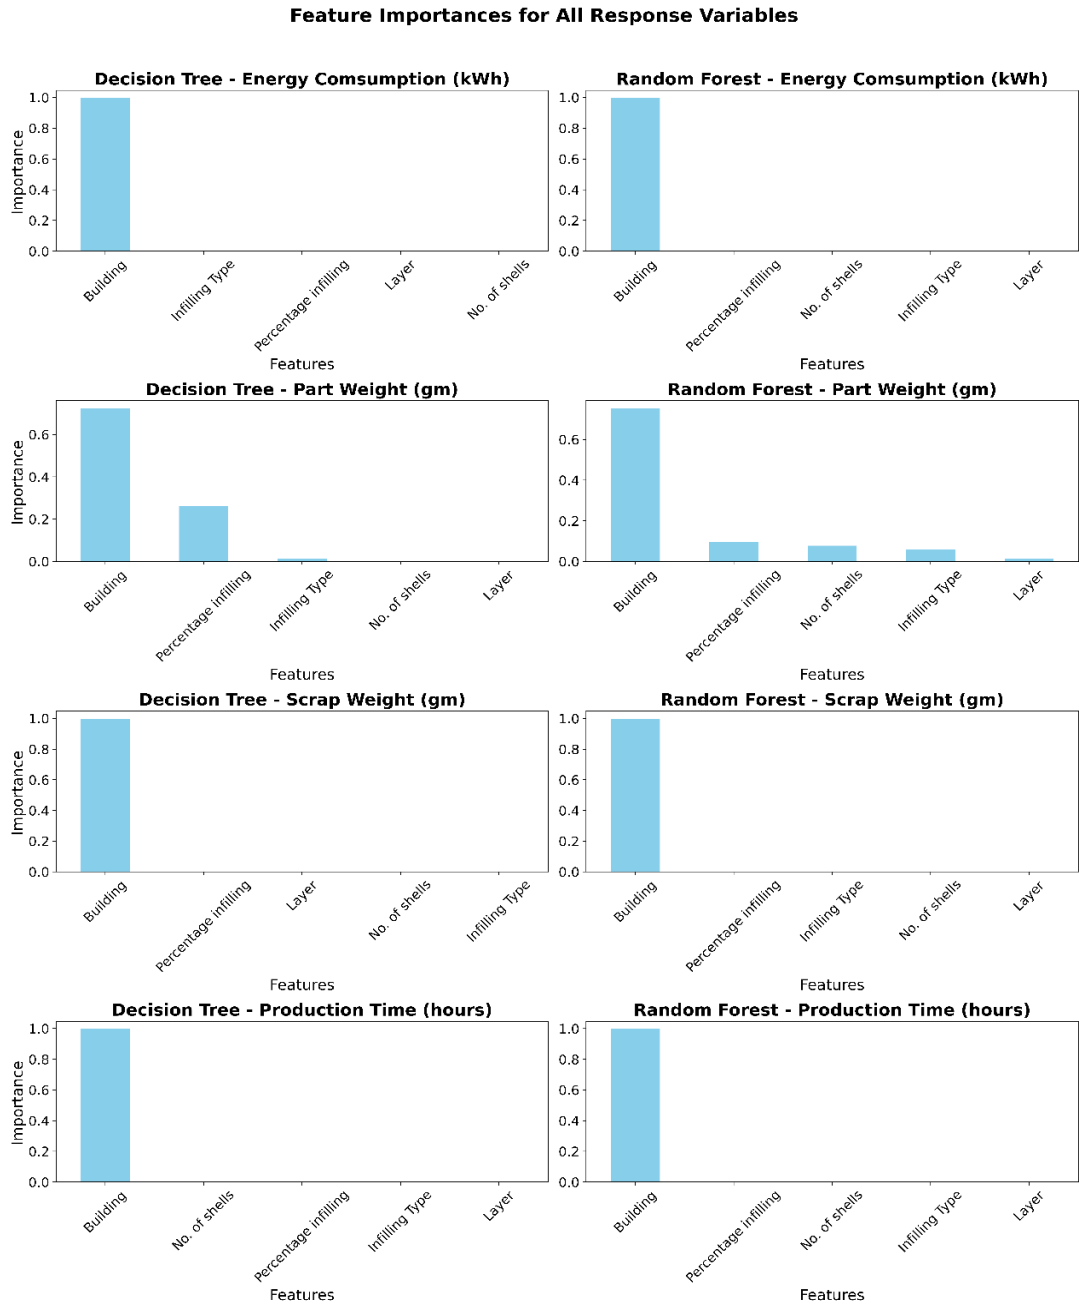 Feature Importances for All Response Variables
Decision Tree - Energy Comsumption (kWh)
Importance
1.0
0.8
0.6
0.4
0.2
0.0
Building
Infilling Type
Percentage infilling
Layer
No. of shells
Features
Random Forest - Energy Comsumption (kWh)
1.0
0.8
0.6
0.4
0.2
0.0
Building
Percentage infilling
No. of shells
Infilling Type
Layer
Features
Decision Tree - Part Weight (gm)
Importance
0.6
0.4
0.2
0.0
Building
Percentage infilling
Infilling Type
No. of shells
Layer
Features
Random Forest - Part Weight (gm)
0.6
0.4
0.2
0.0
Building
Percentage infilling
No. of shells
Infilling Type
Layer
Features
Decision Tree - Scrap Weight (gm)
Importance
1.0
0.8
0.6
0.4
0.2
0.0
Building
Percentage infilling
Layer
No. of shells
Infilling Type
Features
Random Forest - Scrap Weight (gm)
1.0
0.8
0.6
0.4
0.2
0.0
Building
Percentage infilling
Infilling Type
No. of shells
Layer
Features
Decision Tree - Production Time (hours)
Importance
1.0
0.8
0.6
0.4
0.2
0.0
Building
No. of shells
Percentage infilling
Infilling Type
Layer
Features
Random Forest - Production Time (hours)
1.0
0.8
0.6
0.4
0.2
0.0
Building
Percentage infilling
No. of shells
Infilling Type
Layer
Features